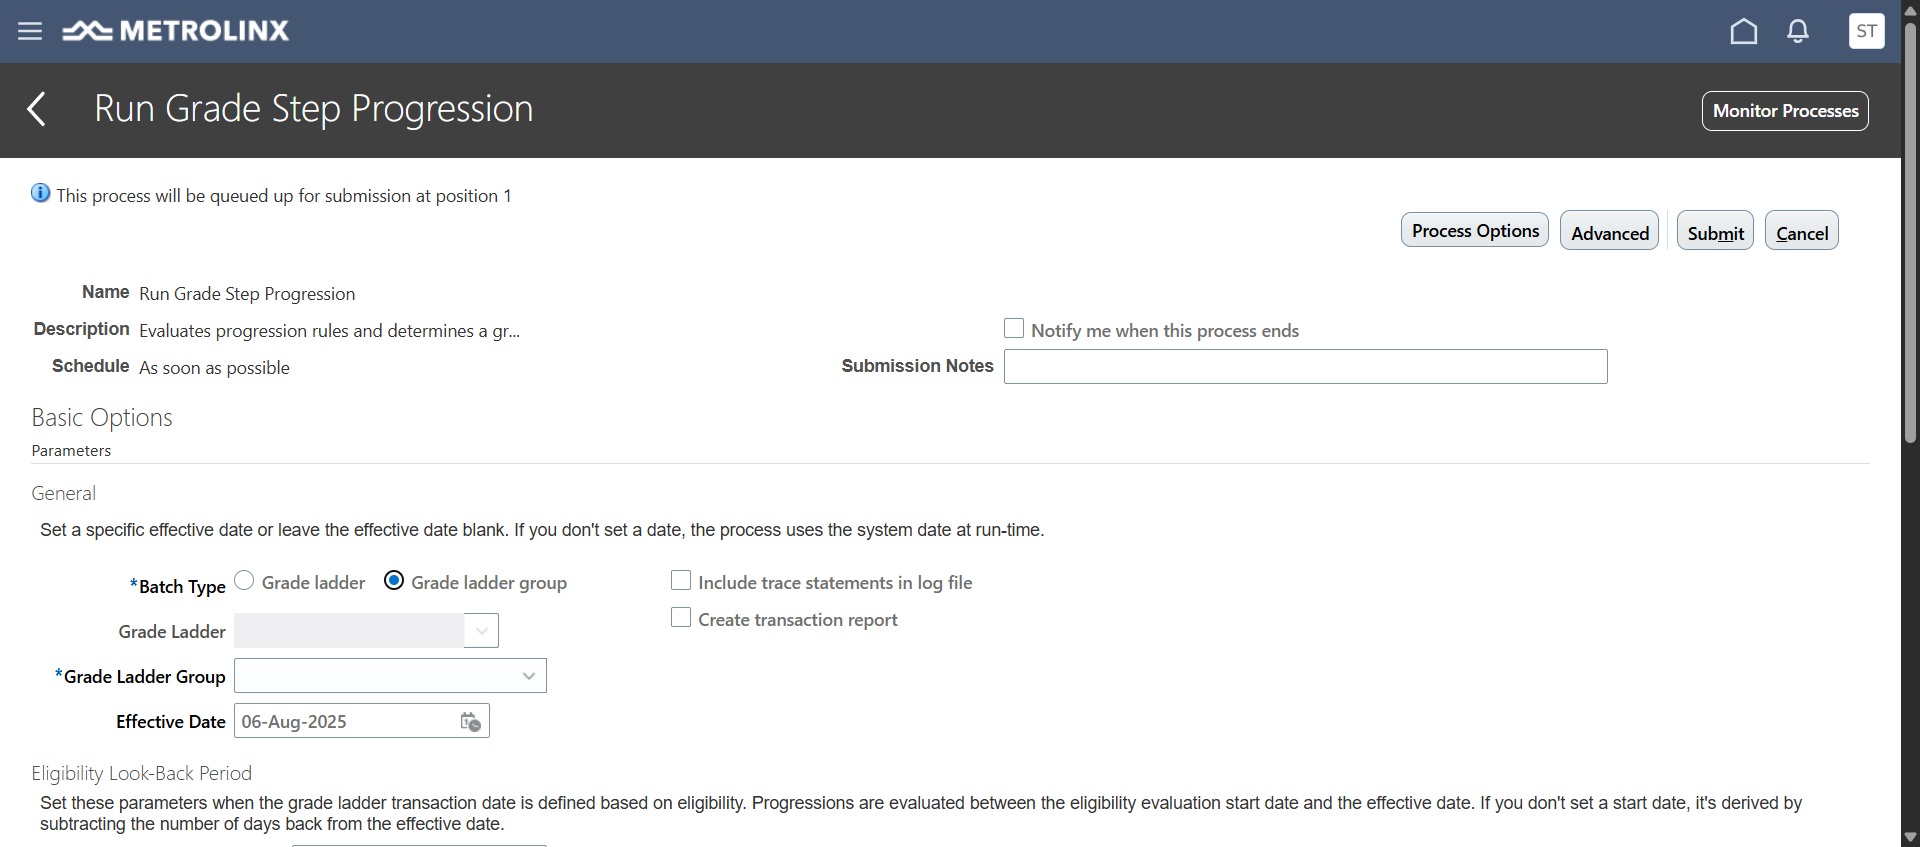 METROLINX
ST
Run Grade Step Progression
Monitor Processes
This process will be queued up for submission at position 1
Process Options
Advanced
Submit
Cancel
Name Run Grade Step Progression
Description Evaluates progression rules and determines a gr...
Notify me when this process ends
Schedule As soon as possible
Submission Notes
Basic Options
Parameters
General
Set a specific effective date or leave the effective date blank. If you don't set a date, the process uses the system date at run-time.
*Batch Type Grade ladder Grade ladder group
Include trace statements in log file
Grade Ladder
Create transaction report
*Grade Ladder Group
Effective Date 06-Aug-2025
Eligibility Look-Back Period
Set these parameters when the grade ladder transaction date is defined based on eligibility. Progressions are evaluated between the eligibility evaluation start date and the effective date. If you don't set a start date, it's derived by
subtracting the number of days back from the effective date.